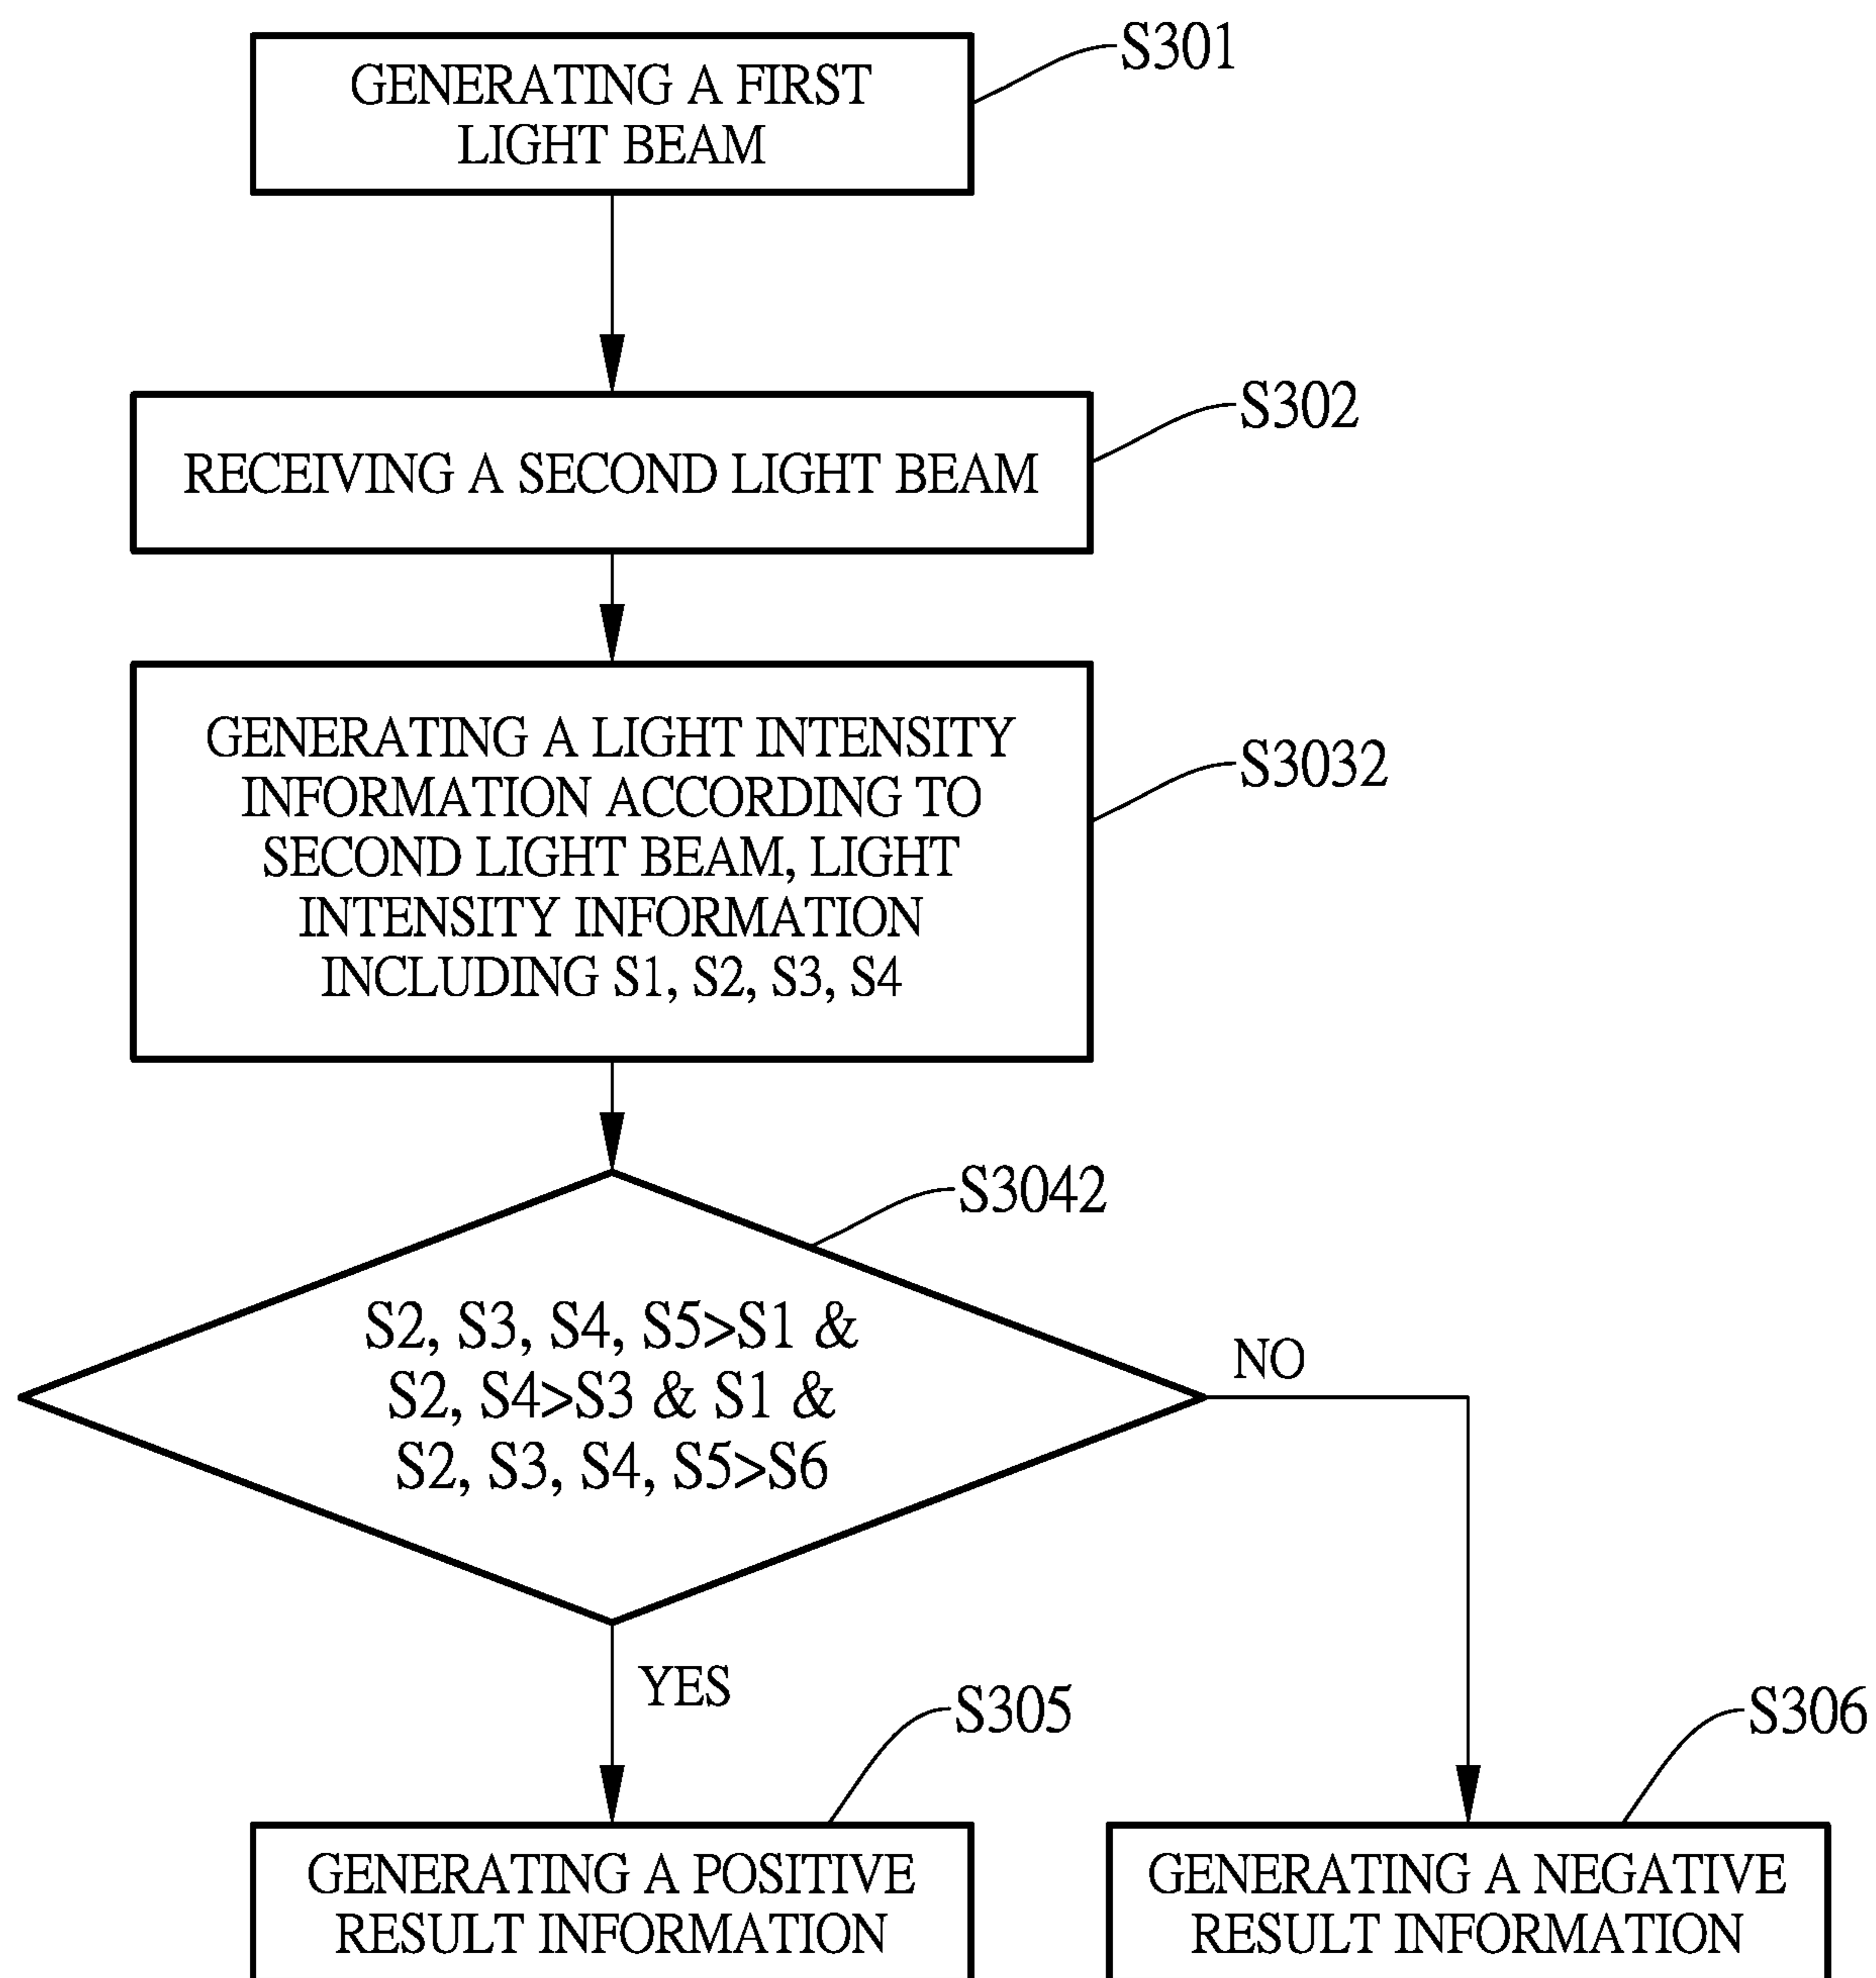 GENERATING A FIRST
LIGHT BEAM
S301
RECEIVING A SECOND LIGHT BEAM
S302
GENERATING A LIGHT INTENSITY
INFORMATION ACCORDING TO
SECOND LIGHT BEAM, LIGHT
INTENSITY INFORMATION
INCLUDING S1, S2, S3, S4
S3032
S3042
S2, S3, S4, S5>S1 &
S2, S4>S3 & S1 &
S2, S3, S4, S5>S6
NO
YES
S305
S306
GENERATING A POSITIVE
RESULT INFORMATION
GENERATING A NEGATIVE
RESULT INFORMATION